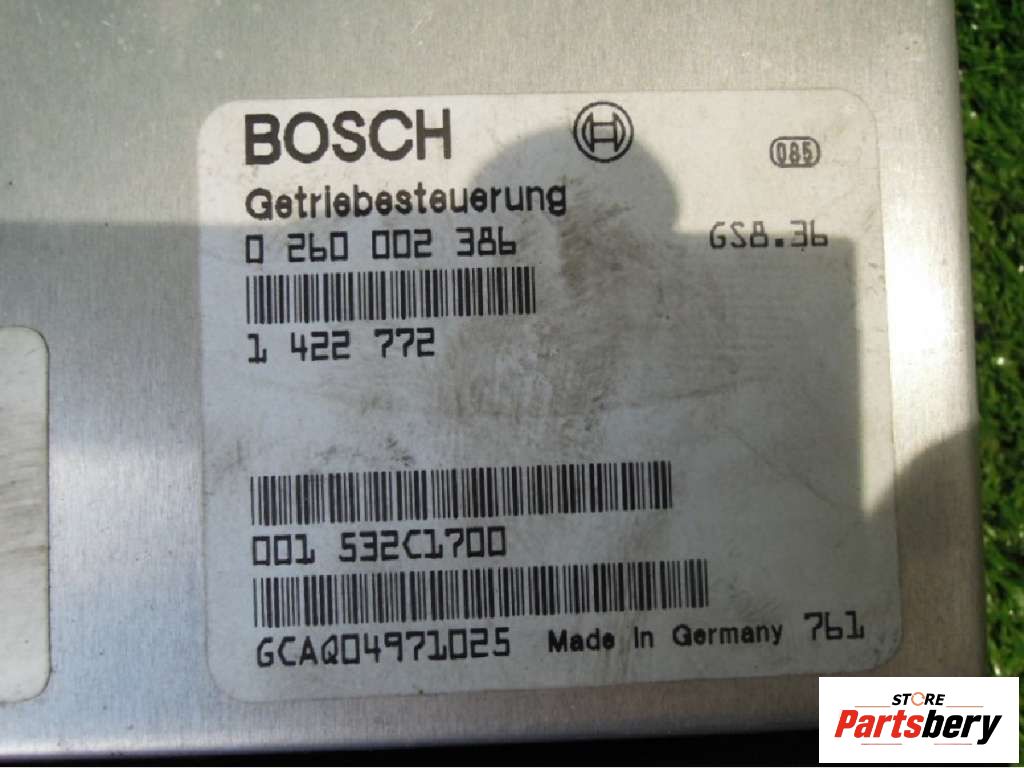 BOSCH
085
Getriebesteuerung
0 260 002 386 GS8.36
1 422 772
001 532C1700
GCAQ04971025 Made in Germany 761
STORE
Partsbery